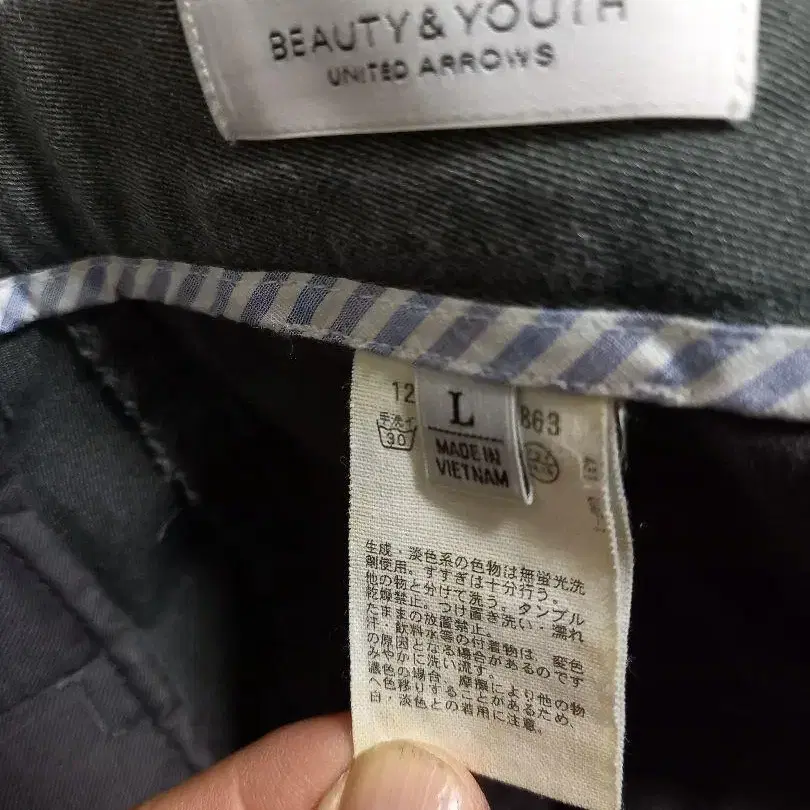 BEAUTY & YOUTH
UNITED ARROWS
12
L
863
手洗イ
30
MADE IN
VIETNAM
生成・淡色系の色物は無蛍光洗
剤使用。すすぎは十分行う。
他の物と分けて洗う。タンブル
乾燥禁止。つけ置き洗い・濡れ
たままの放置禁止。
汗・飲料水等の付着物は、変色
の原因となる場合があるのです
みやかに洗い流す。
濃色の場合、摩擦により他の物
へ色移りすることがあるため、
白・淡色との着用に注意。